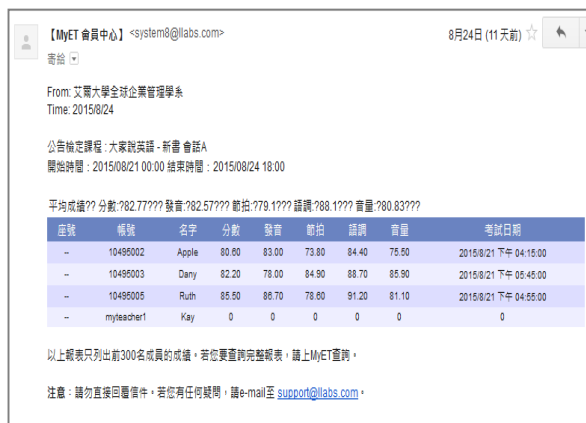 【MyET 會員中心】 <system8@llabs.com> 8月24日 (11 天前)
寄給
From: 艾爾大學全球企業管理學系
Time: 2015/8/24
公告檢定課程 : 大家說英語 - 新書 會話A
開始時間：2015/08/21 00:00 結束時間：2015/08/24 18:00
平均成績?? 分數:?82.77??? 發音:?82.57??? 節拍:?79.1??? 語調:?88.1??? 音量:?80.83???
座號 帳號 名字 分數 發音 節拍 語調 音量 考試日期
-- 10495002 Apple 80.60 83.00 73.80 84.40 75.50 2015/8/21 下午 04:15:00
-- 10495003 Dany 82.20 78.00 84.90 88.70 85.90 2015/8/21 下午 05:45:00
-- 10495005 Ruth 85.50 86.70 78.60 91.20 81.10 2015/8/21 下午 04:55:00
-- myteacher1 Kay 0 0 0 0 0 0
以上報表只列出前300名成員的成績。若您要查詢完整報表，請上MyET查詢。
注意：請勿直接回覆信件。若您有任何疑問，請e-mail至 support@llabs.com。